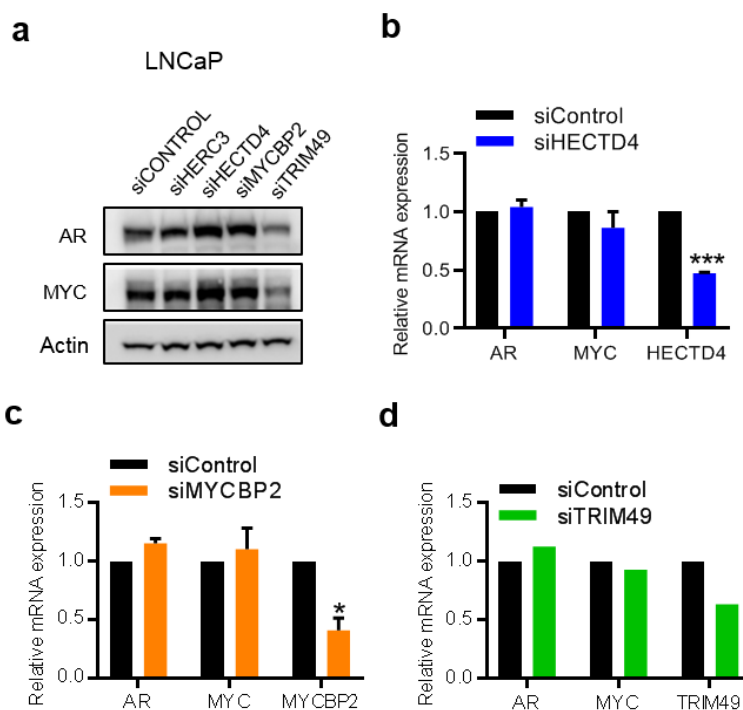 a
LNCaP
siCONTROL
siHERC3
siHECTD4
siMYCBP2
siTRIM49
AR
MYC
Actin
b
siControl
siHECTD4
Relative mRNA expression
1.5
1.0
0.5
0.0
***
AR MYC HECTD4
c
siControl
siMYCBP2
Relative mRNA expression
1.5
1.0
0.5
0.0
*
AR MYC MYCBP2
d
siControl
siTRIM49
Relative mRNA expression
1.5
1.0
0.5
0.0
AR MYC TRIM49